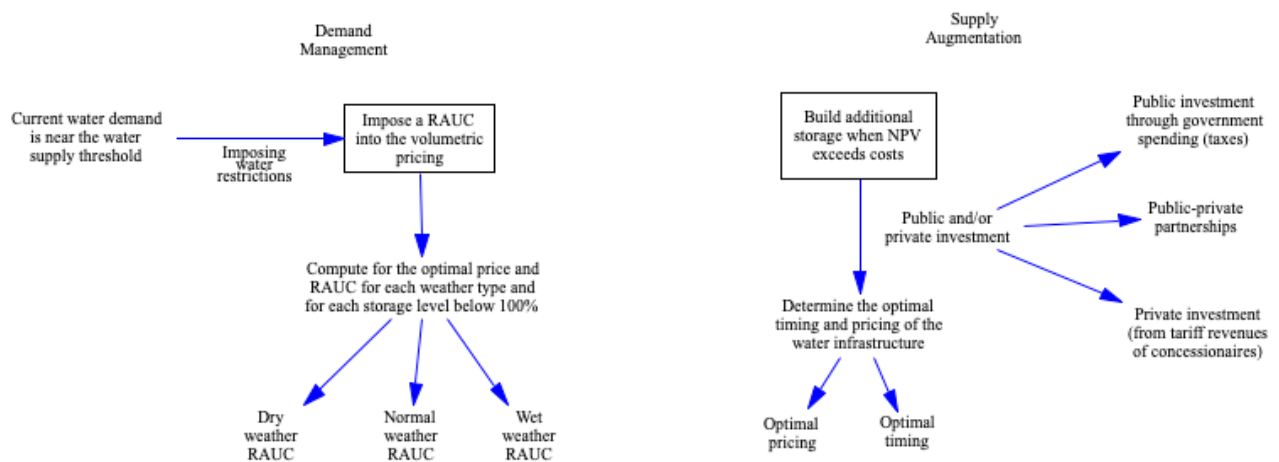 Demand
Management
Current water demand
is near the water
supply threshold
Imposing
water
restrictions
Impose a RAUC
into the volumetric
pricing
Compute for the optimal price and
RAUC for each weather type and
for each storage level below 100%
Dry
weather
RAUC
Normal
weather
RAUC
Wet
weather
RAUC
Supply
Augmentation
Build additional
storage when NPV
exceeds costs
Public and/or
private investment
Public investment
through government
spending (taxes)
Public-private
partnerships
Private investment
(from tariff revenues
of concessionaires)
Determine the optimal
timing and pricing of the
water infrastructure
Optimal
pricing
Optimal
timing